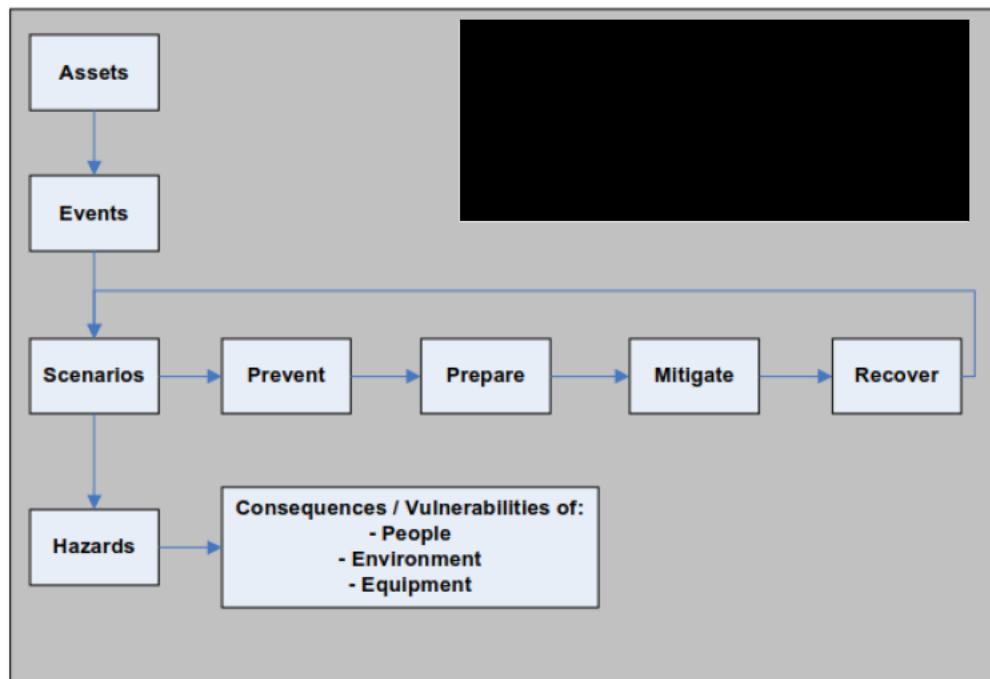 Assets
Events
Scenarios
Prevent
Prepare
Mitigate
Recover
Hazards
Consequences / Vulnerabilities of:
- People
- Environment
- Equipment